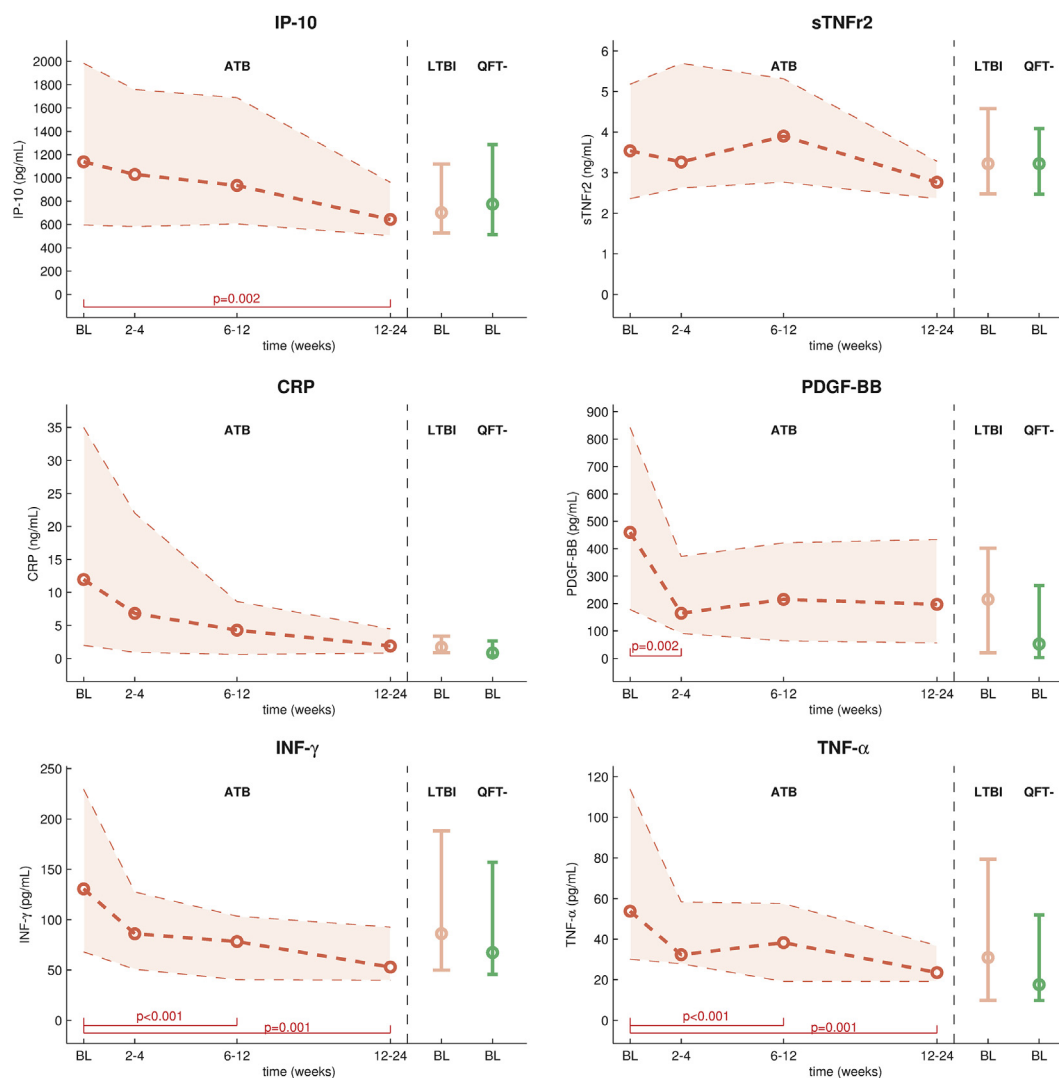 IP-10
IP-10 (pg/mL)
2000
1800
1600
1400
1200
1000
800
600
400
200
0
ATB
LTBI
QFT-
p=0.002
BL
2-4
6-12
12-24
BL
BL
time (weeks)
sTNFr2
sTNFr2 (ng/mL)
6
5
4
3
2
1
0
ATB
LTBI
QFT-
BL
2-4
6-12
12-24
BL
BL
time (weeks)
CRP
CRP (ng/mL)
35
30
25
20
15
10
5
0
ATB
LTBI
QFT-
BL
2-4
6-12
12-24
BL
BL
time (weeks)
PDGF-BB
PDGF-BB (pg/mL)
900
800
700
600
500
400
300
200
100
0
ATB
LTBI
QFT-
p=0.002
BL
2-4
6-12
12-24
BL
BL
time (weeks)
INF-γ
INF-γ (pg/mL)
250
200
150
100
50
0
ATB
LTBI
QFT-
p<0.001
p=0.001
BL
2-4
6-12
12-24
BL
BL
time (weeks)
TNF-α
TNF-α (pg/mL)
120
100
80
60
40
20
0
ATB
LTBI
QFT-
p<0.001
p=0.001
BL
2-4
6-12
12-24
BL
BL
time (weeks)